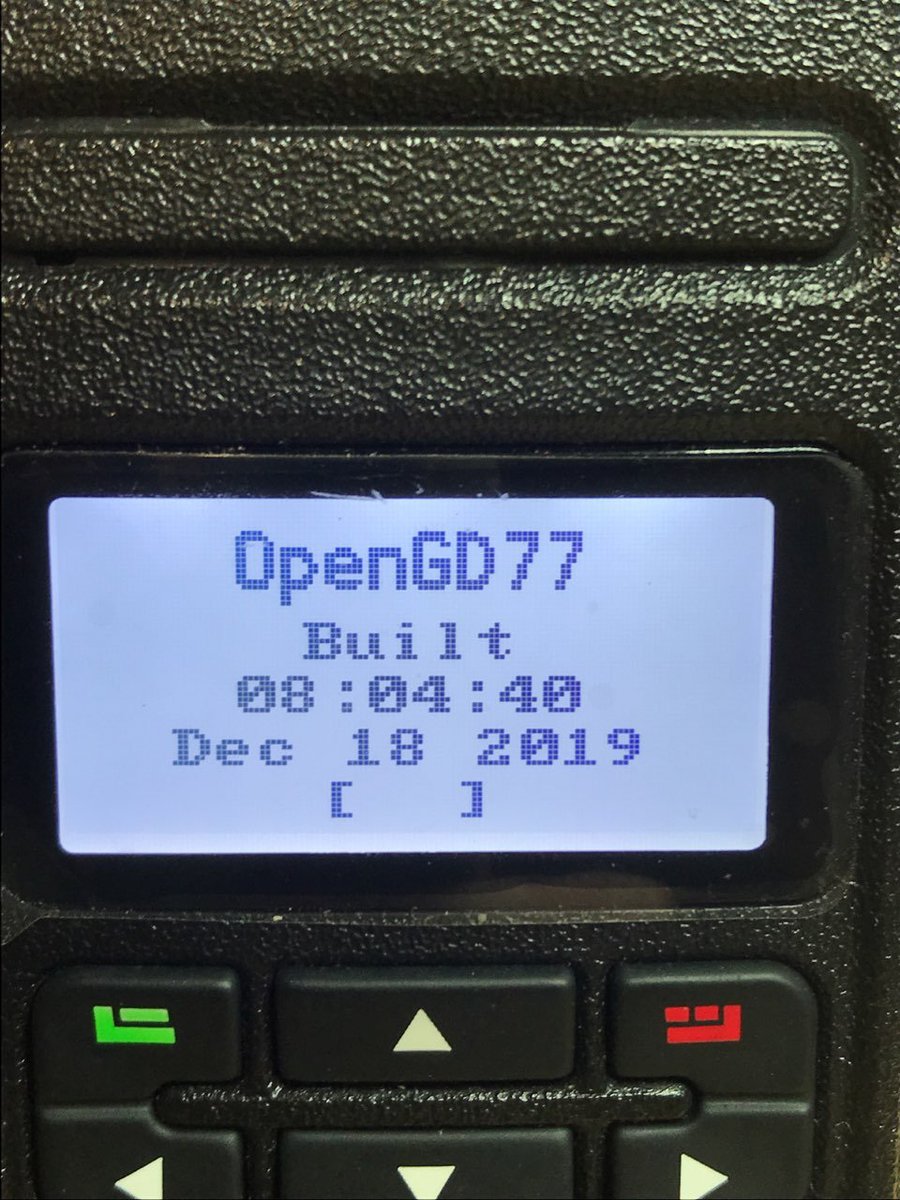 OpenGD77
Built
08:04:40
Dec 18 2019
[ ]